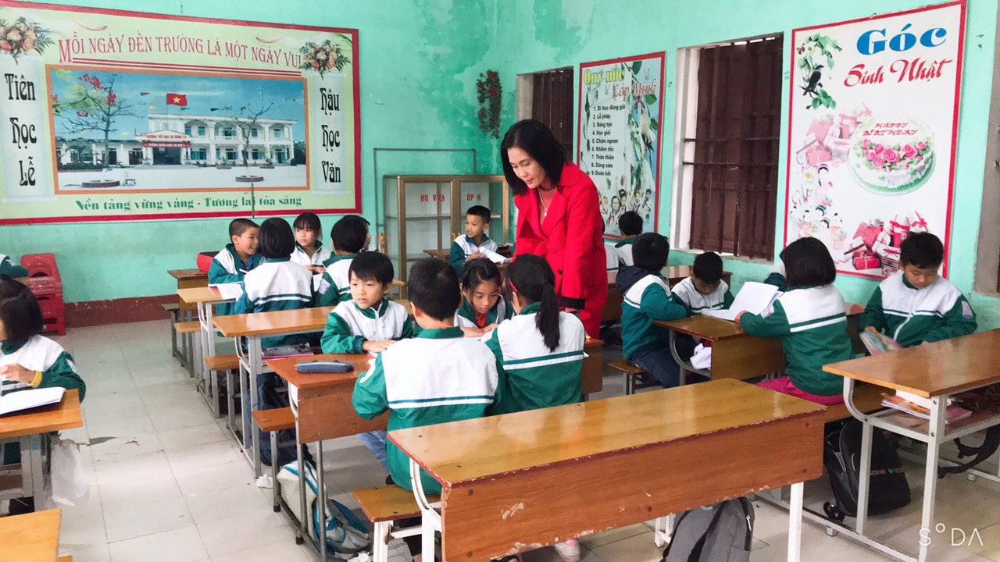 MỖI NGÀY ĐẾN TRƯỜNG LÀ MỘT NGÀY VUI
Tiên
Học
Lễ
Hậu
Học
Văn
Nền tảng vững vàng - Tương lai tỏa sáng
Quy ước
Lớp Mình
1. Đi học đúng giờ
2. Lễ phép
3. Sáng tạo
4. Học giỏi
5. Chăm ngoan
6. Khiêm tốn
7. Thân thiện
8. Dũng cảm
9. Đoàn kết
Góc
Sinh Nhật
HAPPY
BIRTHDAY
SODA